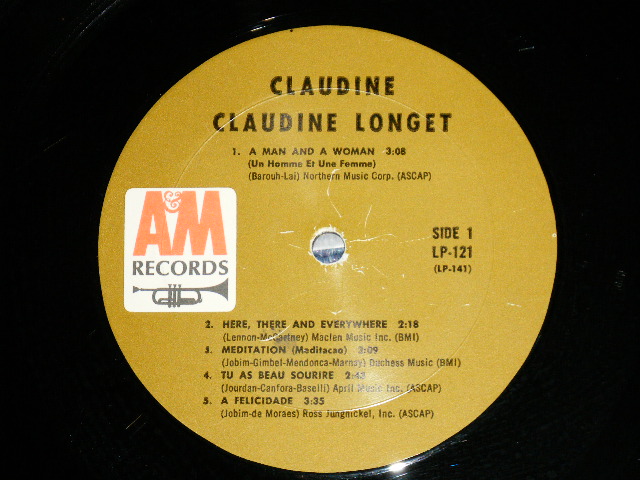 CLAUDINE
CLAUDINE LONGET
1. A MAN AND A WOMAN 3:08
(Un Homme Et Une Femme)
(Barouh-Lai) Northern Music Corp. (ASCAP)
A&M
RECORDS
SIDE 1
LP-121
(LP-141)
2. HERE, THERE AND EVERYWHERE 2:18
(Lennon-McCartney) Maclen Music Inc. (BMI)
3. MEDITATION (Maditacao) 3:09
(Jobim-Gimbel-Mendonca-Marnay) Duchess Music (BMI)
4. TU AS BEAU SOURIRE 2:43
(Jourdan-Canfora-Baselli) April Music Inc. (ASCAP)
5. A FELICIDADE 3:35
(Jobim-de Moraes) Ross Jungnickel, Inc. (ASCAP)